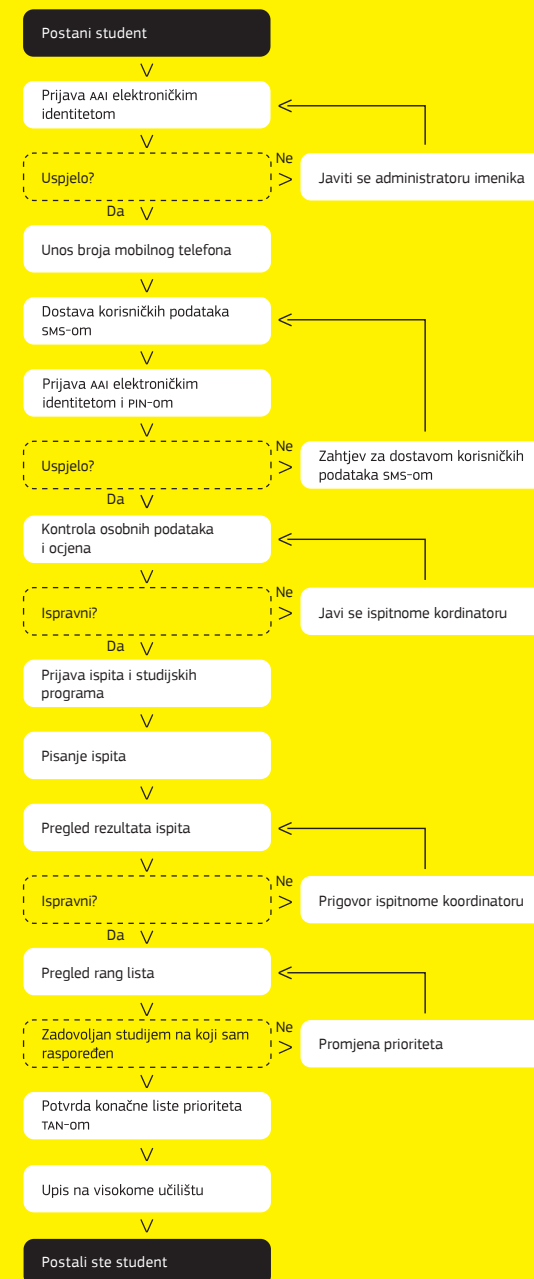 Postani student
Prijava AAI elektroničkim
identitetom
Ne
Uspjelo?
Javiti se administratoru imenika
Da
Unos broja mobilnog telefona
Dostava korisničkih podataka
SMS-om
Prijava AAI elektroničkim
identitetom i PIN-om
Ne
Uspjelo?
Zahtjev za dostavom korisničkih
podataka SMS-om
Da
Kontrola osobnih podataka
i ocjena
Ne
Ispravni?
Javi se ispitnome kordinatoru
Da
Prijava ispita i studijskih
programa
Pisanje ispita
Pregled rezultata ispita
Ne
Ispravni?
Prigovor ispitnome koordinatoru
Da
Pregled rang lista
Ne
Zadovoljan studijem na koji sam
raspoređen
Promjena prioriteta
Potvrda konačne liste prioriteta
TAN-om
Upis na visokome učilištu
Postali ste student